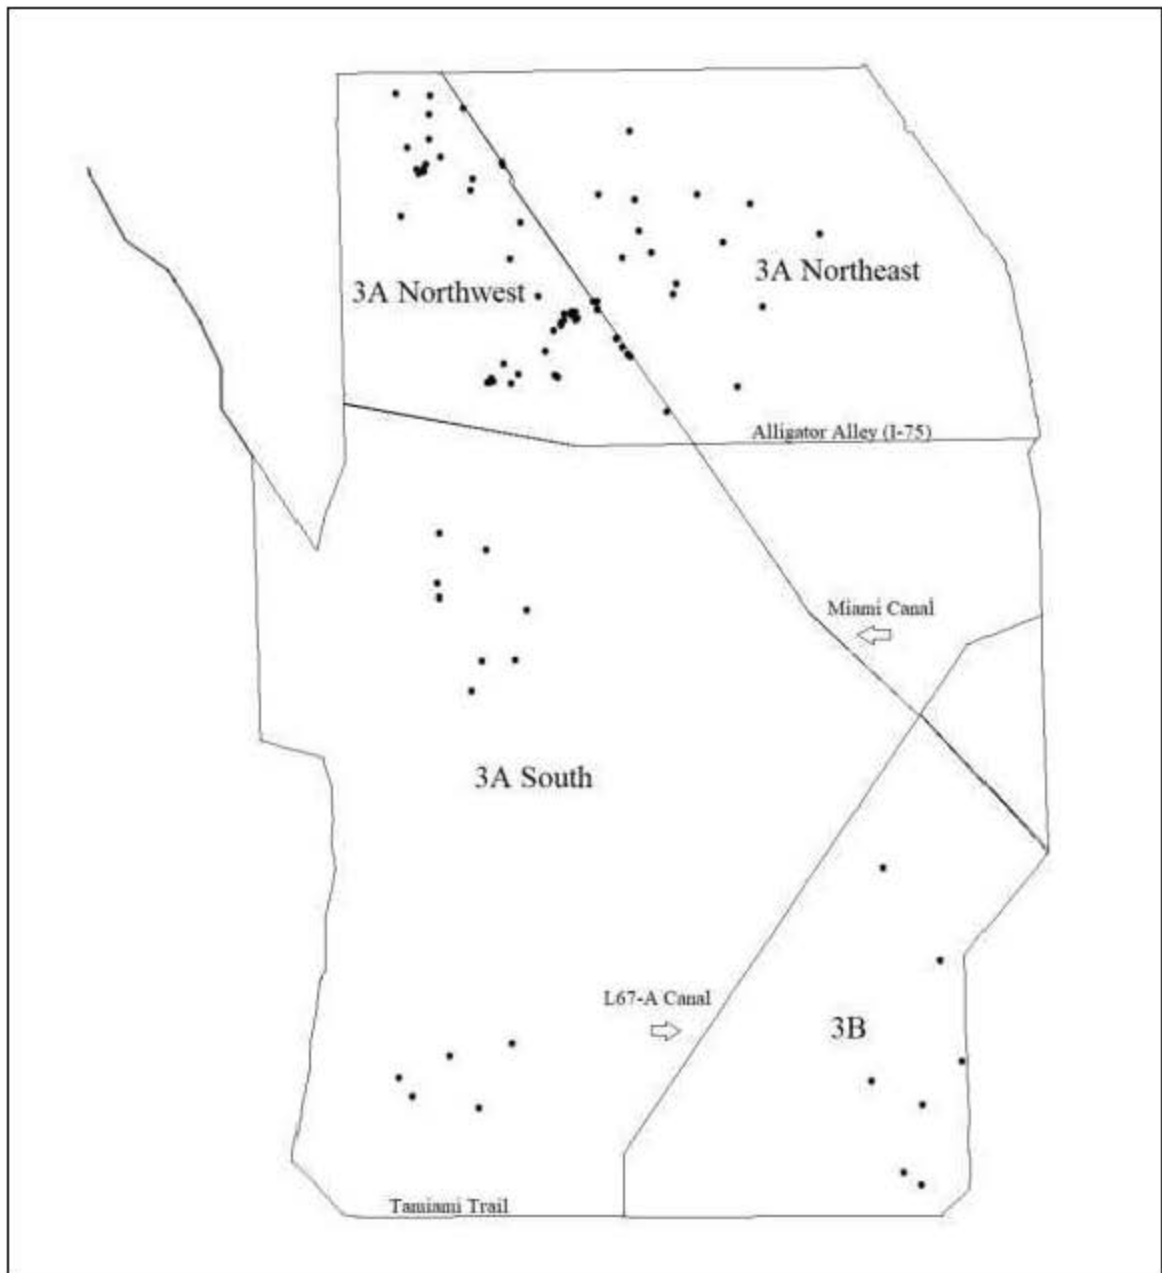 3A Northeast
3A Northwest
Alligator Alley (I-75)
Miami Canal
3A South
L67-A Canal
3B
Tamiami Trail